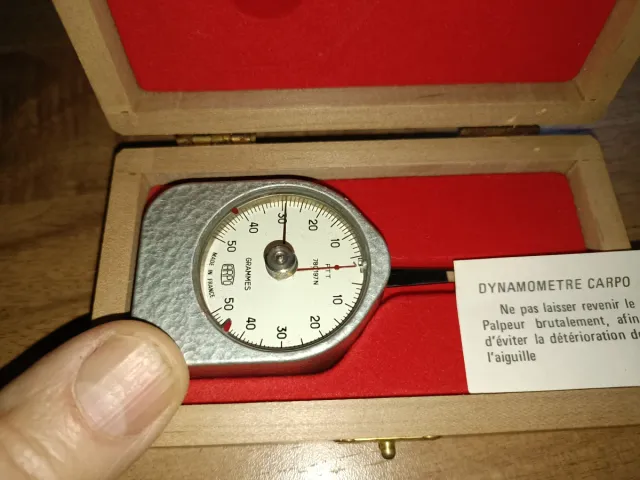 50
40
30
20
10
PTT
GRAMMES
MADE IN FRANCE
10
20
30
40
50
DYNAMOMETRE CARPO
Ne pas laisser revenir le
Palpeur brutalement, afin
d'éviter la détérioration de
l'aiguille